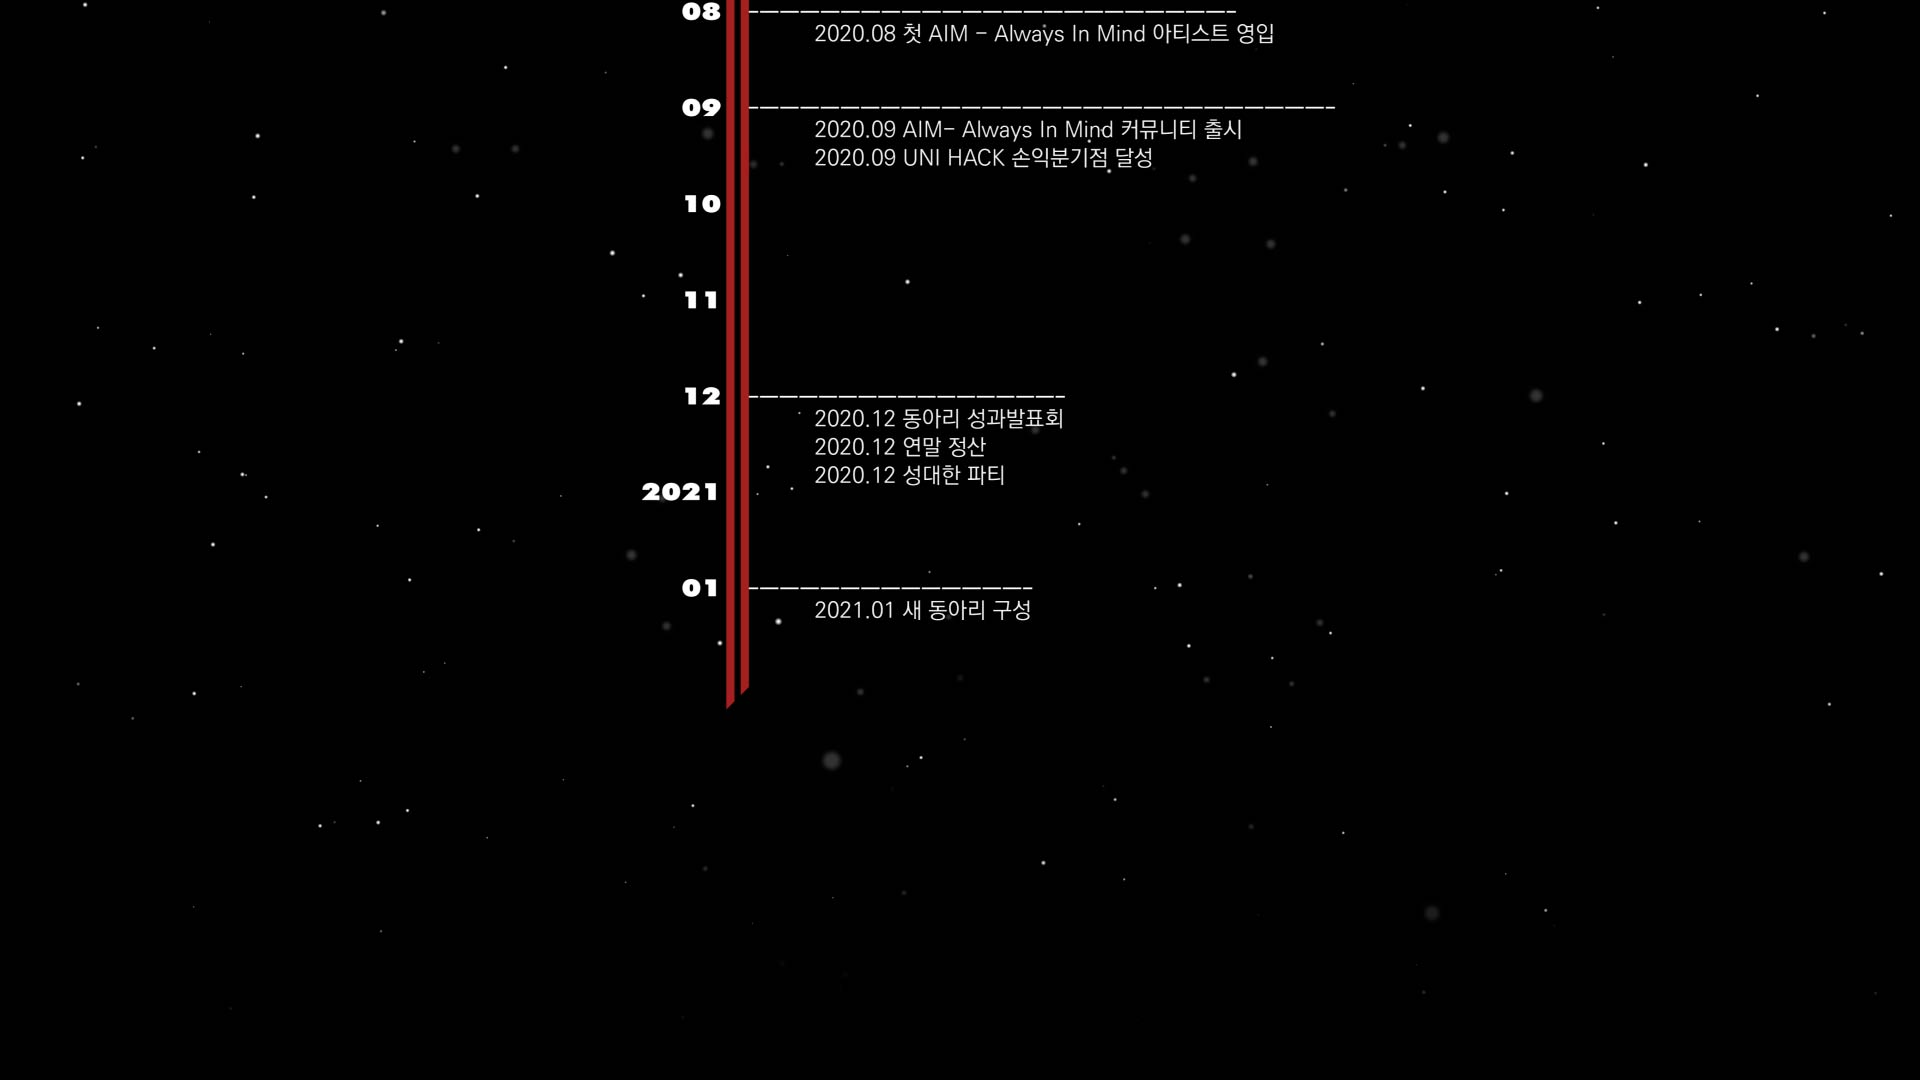 08
2020.08 첫 AIM - Always In Mind 아티스트 영입
09
2020.09 AIM- Always In Mind 커뮤니티 출시
2020.09 UNI HACK 손익분기점 달성
10
11
12
2020.12 동아리 성과발표회
2020.12 연말 정산
2020.12 성대한 파티
2021
01
2021.01 새 동아리 구성